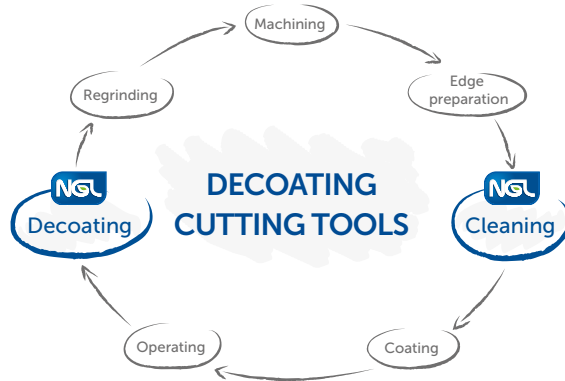 Machining
Regrinding
Edge
preparation
NGL
NGL
DECOATING
CUTTING TOOLS
Decoating
Cleaning
Operating
Coating